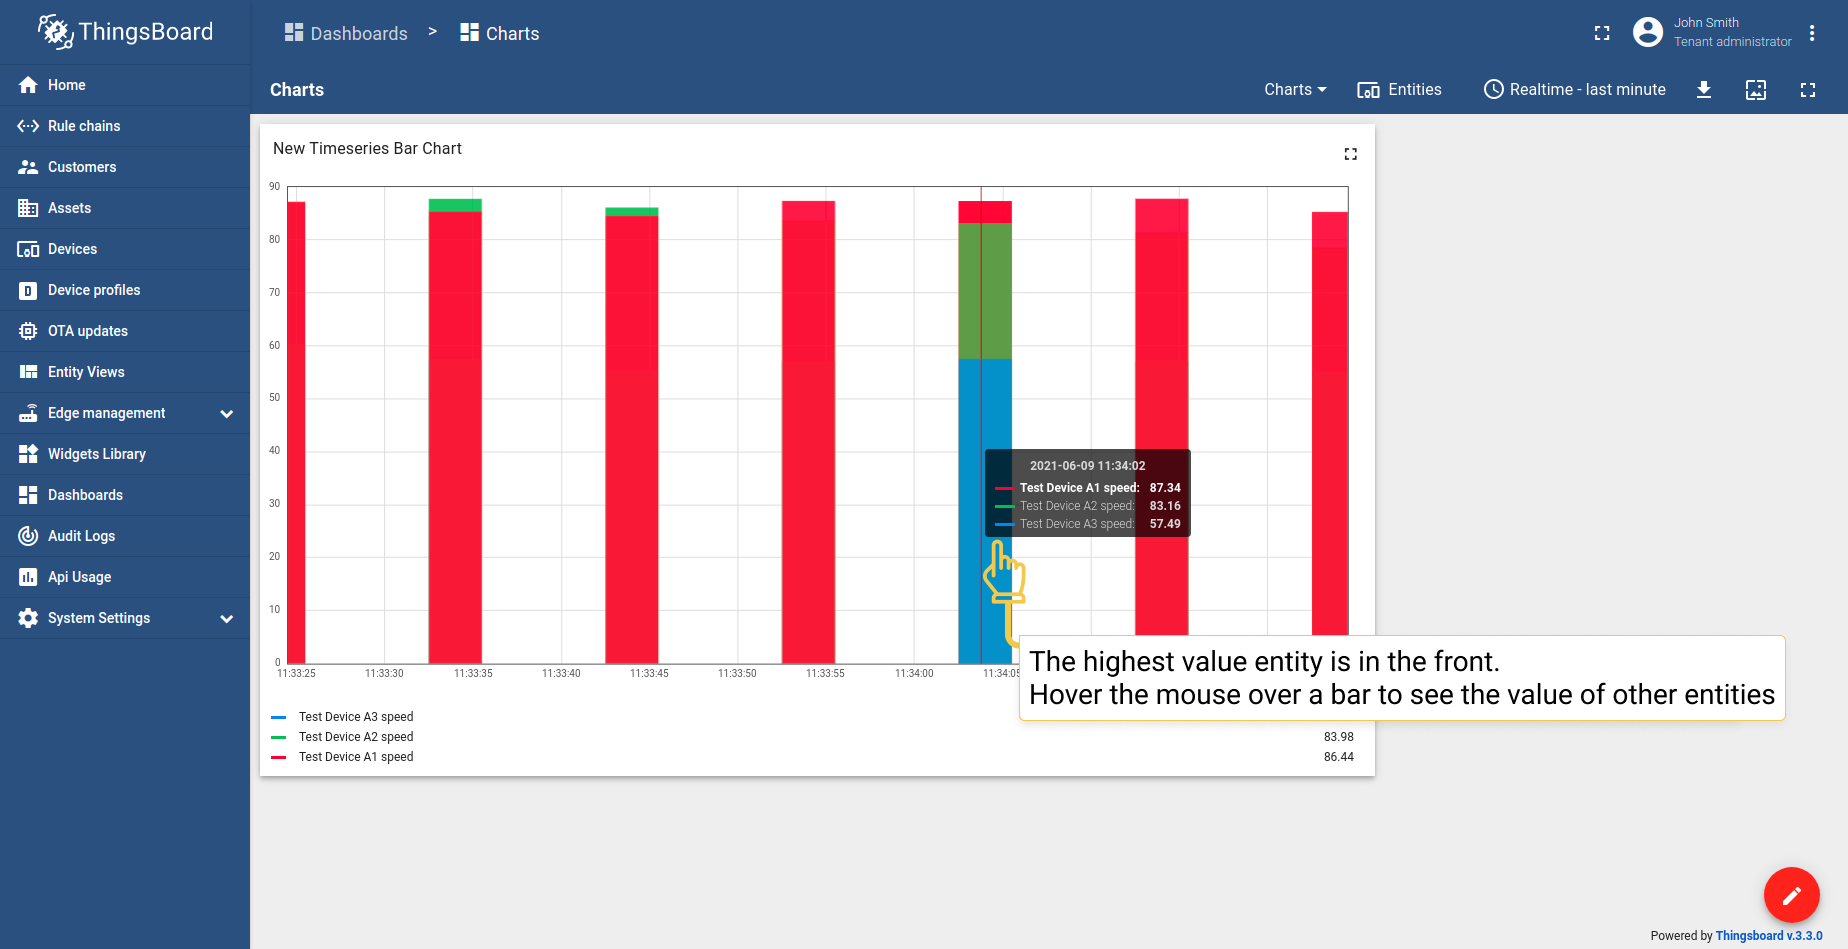 ThingsBoard
Dashboards > Charts
John Smith
Tenant administrator
Home
Rule chains
Customers
Assets
Devices
Device profiles
OTA updates
Entity Views
Edge management
Widgets Library
Dashboards
Audit Logs
Api Usage
System Settings
Charts
Charts Entities Realtime - last minute
New Timeseries Bar Chart
90
80
70
60
50
40
30
20
10
0
11:33:25 11:33:30 11:33:35 11:33:40 11:33:45 11:33:50 11:33:55 11:34:00 11:34:05
2021-06-09 11:34:02
Test Device A1 speed: 87.34
Test Device A2 speed: 83.16
Test Device A3 speed: 57.49
The highest value entity is in the front.
Hover the mouse over a bar to see the value of other entities
Test Device A3 speed
Test Device A2 speed 83.98
Test Device A1 speed 86.44
Powered by Thingsboard v.3.3.0